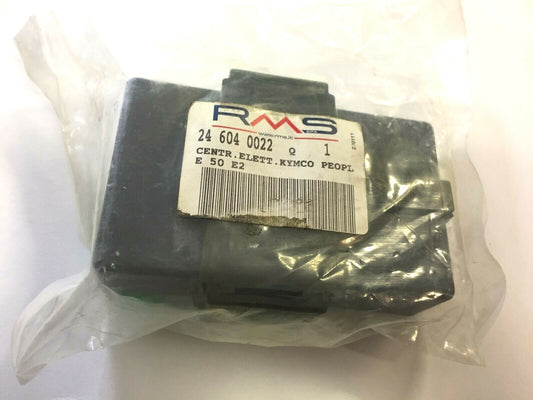 RMS
www.rms.it
24 604 0022 Q 1
CENTR.ELETT.KYMCO PEOPL
E 50 E2